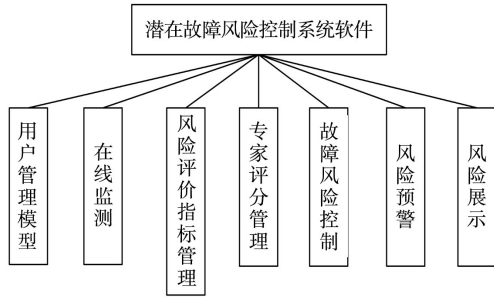 潜在故障风险控制系统软件
用户管理模型
在线监测
风险评价指标管理
专家评分管理
故障风险控制
风险预警
风险展示